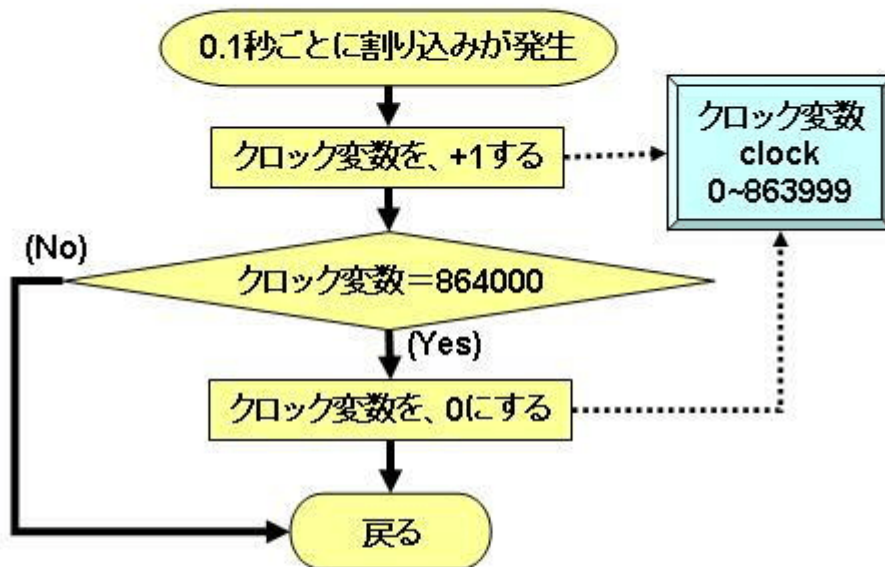 0.1秒ごとに割り込みが発生
クロック変数を、+1する
クロック変数
clock
0~863999
(No)
クロック変数＝864000
(Yes)
クロック変数を、0にする
戻る